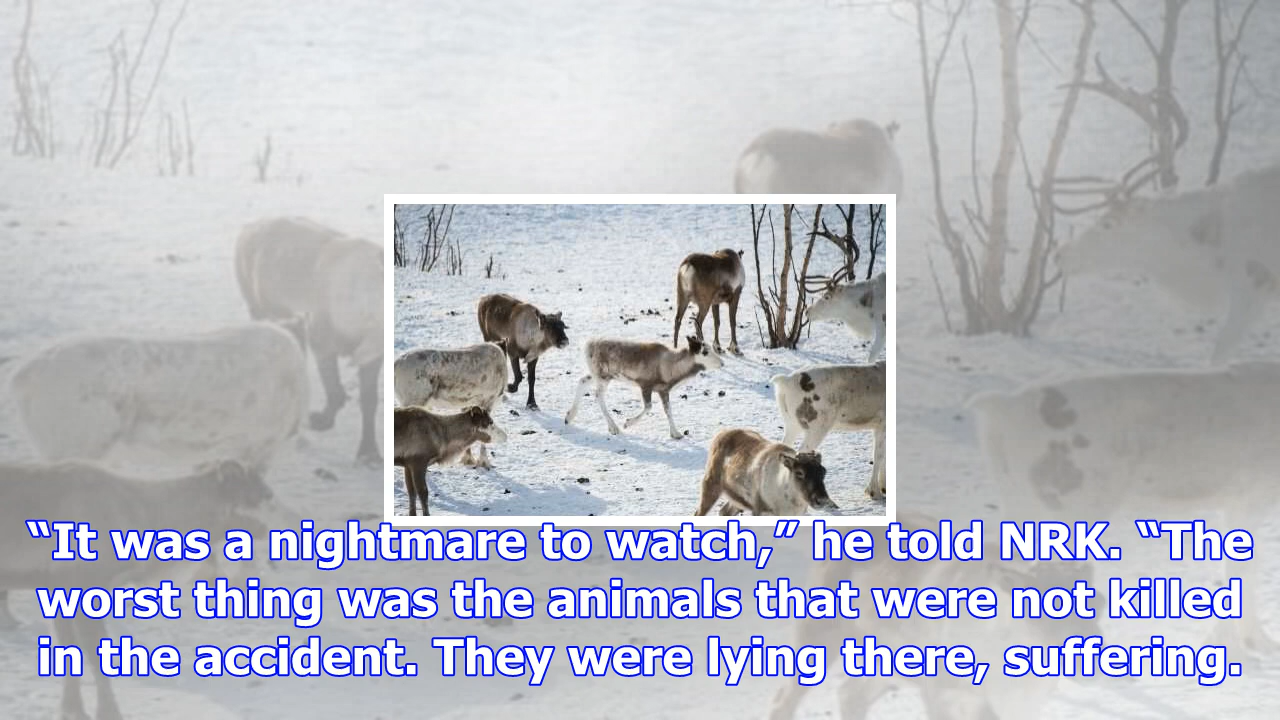 “It was a nightmare to watch,” he told NRK. “The
worst thing was the animals that were not killed
in the accident. They were lying there, suffering.